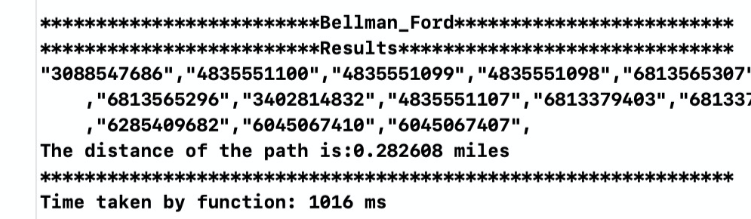 *************************Bellman_Ford*************************
*************************Results******************************
"3088547686","4835551100","4835551099","4835551098","6813565307"
,"6813565296","3402814832","4835551107","6813379403","681337
,"6285409682","6045067410","6045067407",
The distance of the path is:0.282608 miles
**************************************************************
Time taken by function: 1016 ms